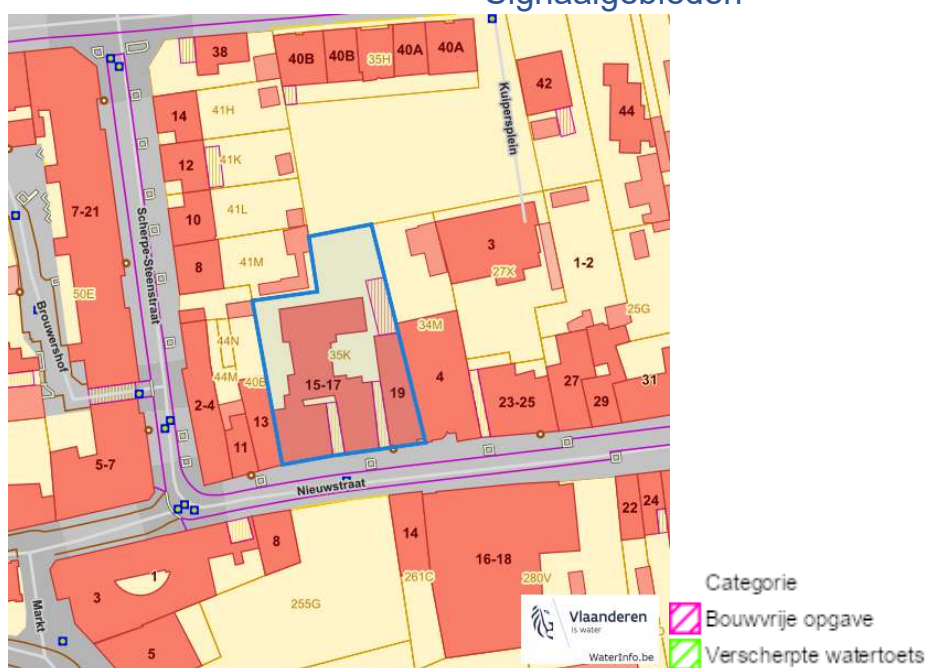 Signaalgebieden
38
40B
40B
35H
40A
40A
42
44
14
41H
Kuipersplein
12
41K
7-21
Scherpe-Steenstraat
10
41L
8
41M
3
27X
1-2
50E
Brouwershof
25G
44N
34M
35K
44M
40B
15-17
19
4
2-4
13
23-25
27
29
31
11
5-7
Nieuwstraat
8
14
22
24
16-18
1
3
261C
280V
255G
Markt
5
Vlaanderen
is water
WaterInfo.be
Categorie
Bouwvrije opgave
Verscherpte watertoets